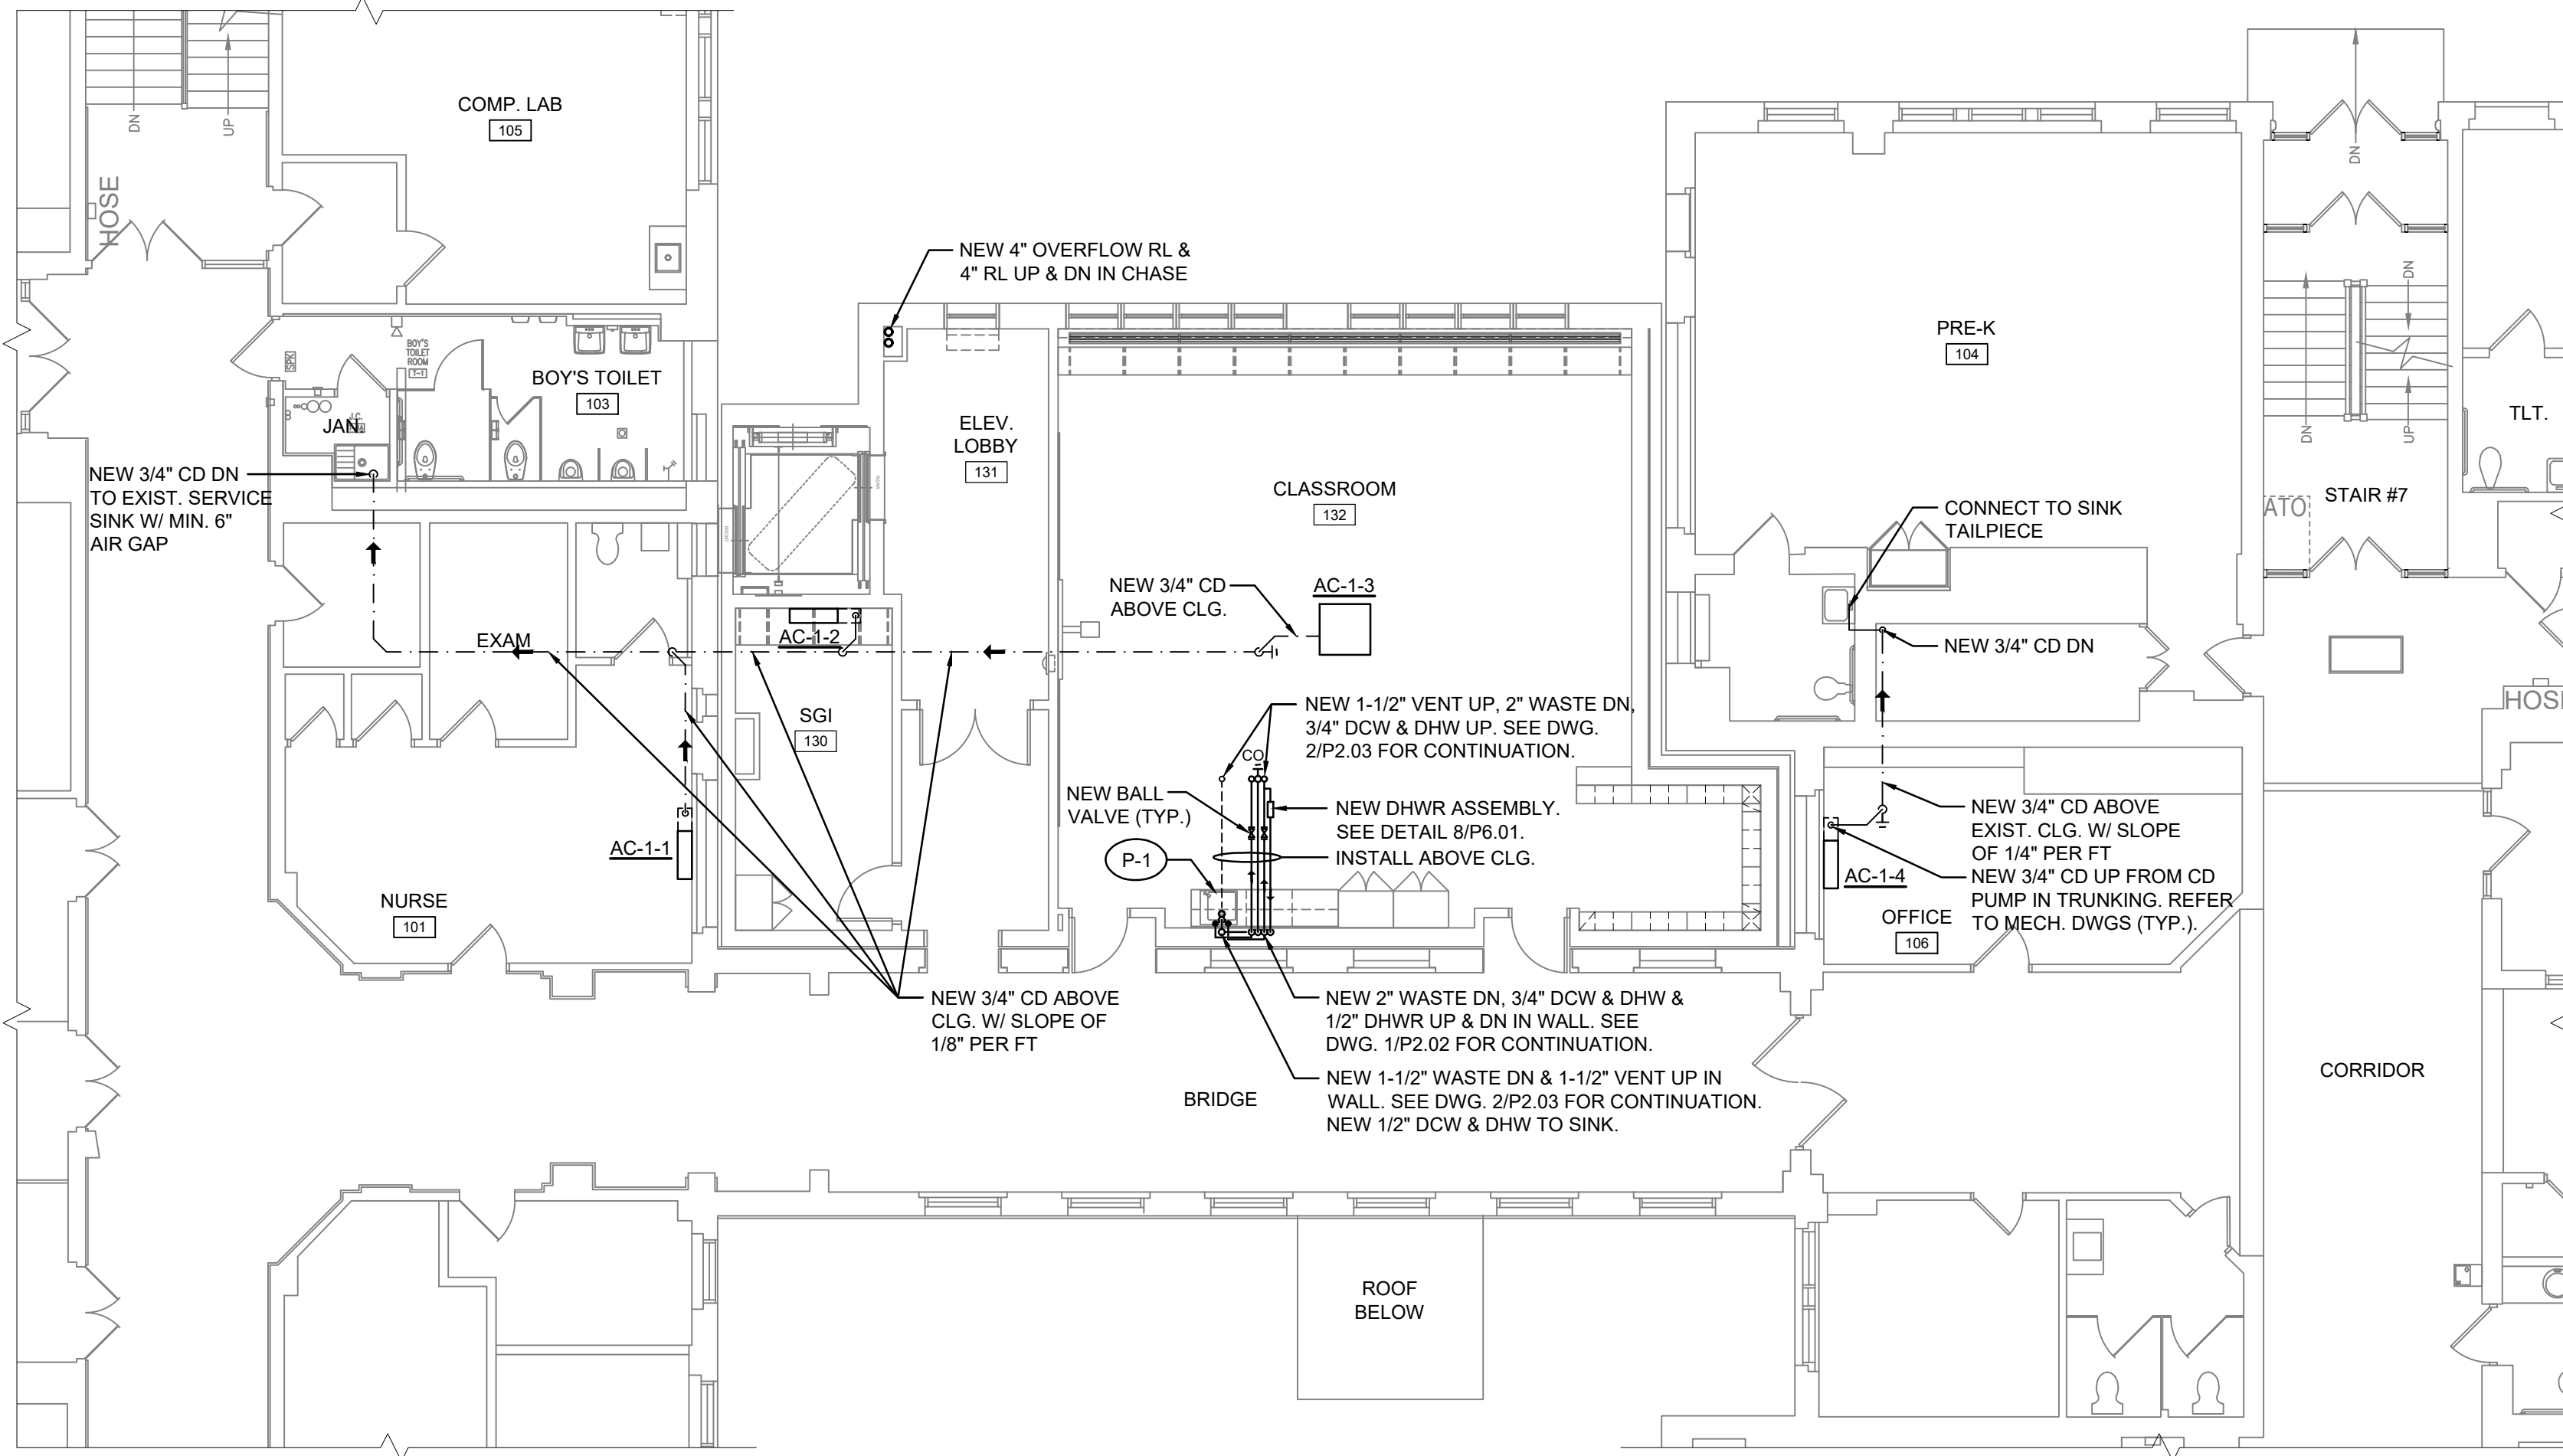 COMP. LAB
105
DN
UP
HOSE
NEW 4" OVERFLOW RL &
4" RL UP & DN IN CHASE
PRE-K
104
DN
DN
DN
UP
BOY'S
TOILET
ROOM
T-1
SPK
BOY'S TOILET
103
J.C.
JAN.
NEW 3/4" CD DN
TO EXIST. SERVICE
SINK W/ MIN. 6"
AIR GAP
ELEV.
LOBBY
131
REAR
FRONT
CLASSROOM
132
TLT.
STAIR #7
ATO
CONNECT TO SINK
TAILPIECE
NEW 3/4" CD DN
NEW 3/4" CD
ABOVE CLG.
AC-1-3
EXAM
AC-1-2
SGI
130
HOSE
NEW 1-1/2" VENT UP, 2" WASTE DN,
3/4" DCW & DHW UP. SEE DWG.
2/P2.03 FOR CONTINUATION.
CO
NEW BALL
VALVE (TYP.)
NEW DHWR ASSEMBLY.
SEE DETAIL 8/P6.01.
INSTALL ABOVE CLG.
P-1
AC-1-1
NURSE
101
NEW 3/4" CD ABOVE
EXIST. CLG. W/ SLOPE
OF 1/4" PER FT
NEW 3/4" CD UP FROM CD
PUMP IN TRUNKING. REFER
TO MECH. DWGS (TYP.).
AC-1-4
OFFICE
106
NEW 3/4" CD ABOVE
CLG. W/ SLOPE OF
1/8" PER FT
NEW 2" WASTE DN, 3/4" DCW & DHW &
1/2" DHWR UP & DN IN WALL. SEE
DWG. 1/P2.02 FOR CONTINUATION.
NEW 1-1/2" WASTE DN & 1-1/2" VENT UP IN
WALL. SEE DWG. 2/P2.03 FOR CONTINUATION.
NEW 1/2" DCW & DHW TO SINK.
BRIDGE
CORRIDOR
ROOF
BELOW